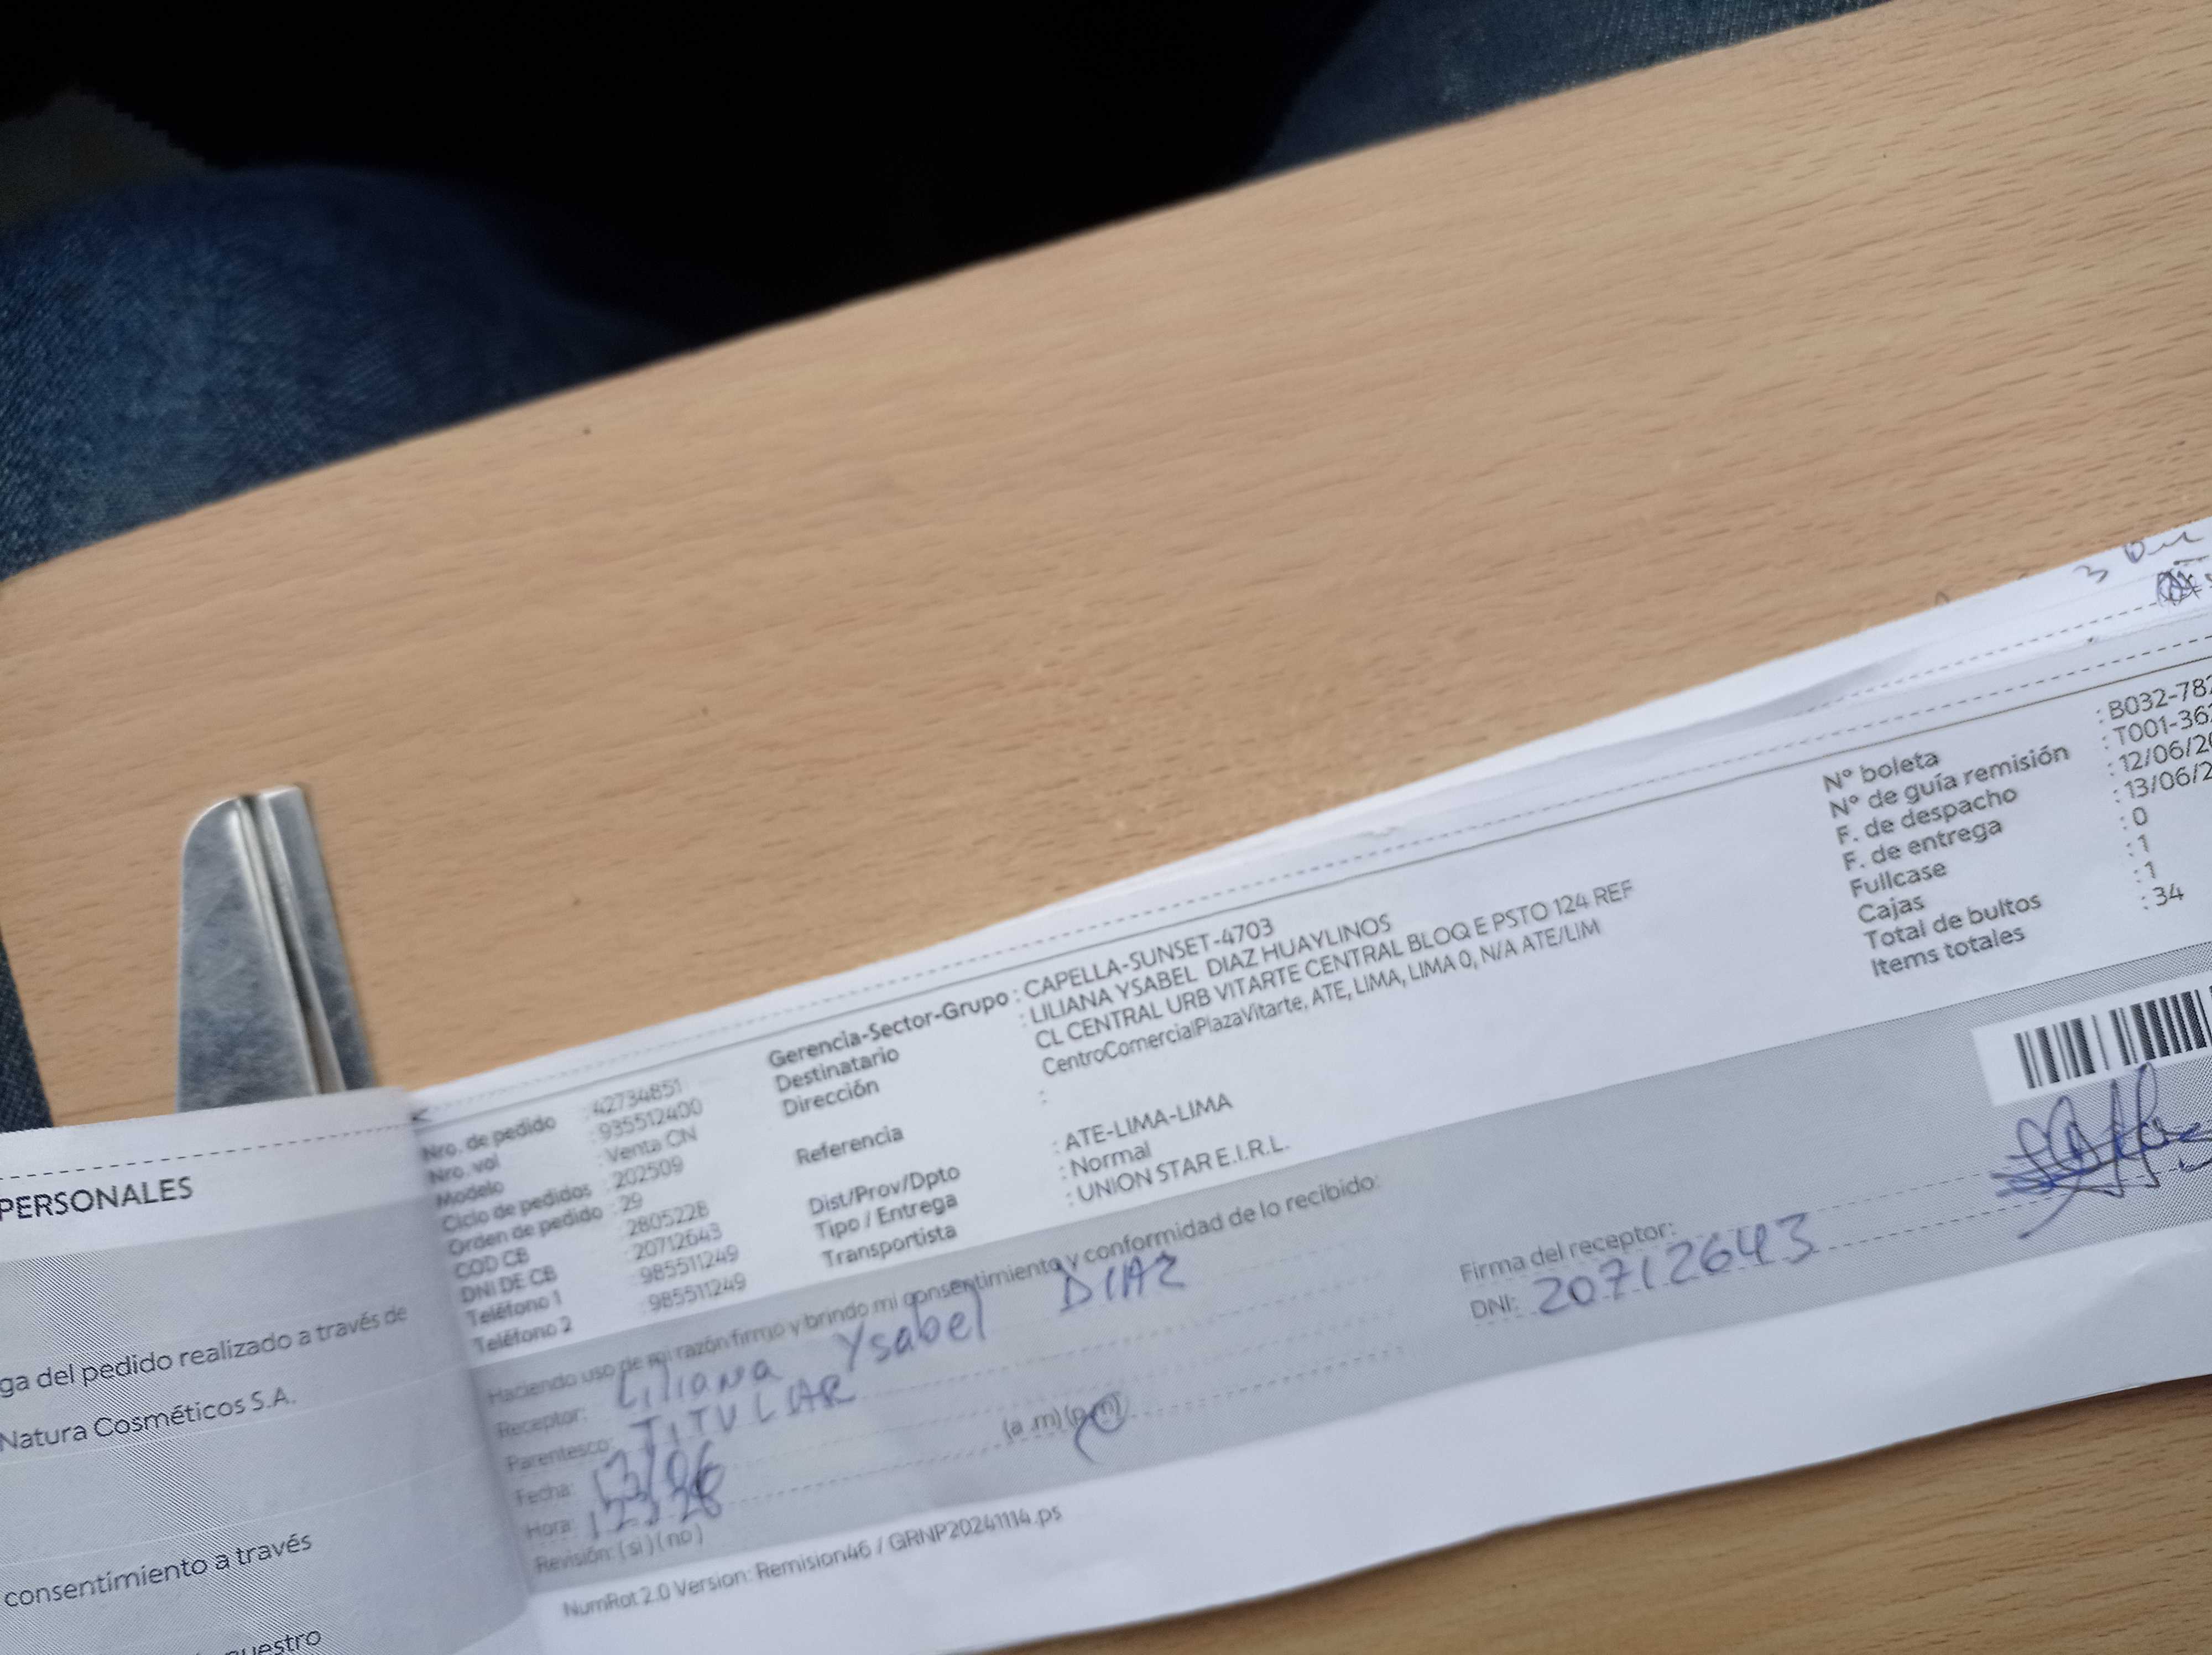 PERSONALES
ga del pedido realizado a través de
Natura Cosméticos S.A.
consentimiento a través
nuestro
Nro. de pedido : 42734851
Nro. vol : 935512400
Modelo : Venta CN
Ciclo de pedidos : 202509
Orden de pedido : 29
COD CB : 2805228
DNI DE CB : 20712643
Teléfono 1 : 985511249
Teléfono 2 : 985511249
Gerencia-Sector-Grupo : CAPELLA-SUNSET-4703
Destinatario : LILIANA YSABEL DIAZ HUAYLINOS
Dirección CL CENTRAL URB VITARTE CENTRAL BLOQ E PSTO 124 REF
CentroComercialPlazaVitarte, ATE, LIMA, LIMA 0, N/A ATE/LIM
Referencia :
Dist/Prov/Dpto : ATE-LIMA-LIMA
Tipo / Entrega : Normal
Transportista : UNION STAR E.I.R.L.
N° boleta : B032-782
N° de guía remisión : T001-36
F. de despacho : 12/06/20
F. de entrega : 13/06/2
Fullcase : 0
Cajas : 1
Total de bultos : 1
Items totales : 34
Haciendo uso de mi razón firmo y brindo mi consentimiento y conformidad de lo recibido:
Receptor: Liliana Ysabel DIAZ
Parentesco: TITULAR
Fecha: 13/06
Hora: (a .m) (p.m)
Revisión: ( si ) ( no )
Firma del receptor:
DNI: 20712643
NumRot 2.0 Version: Remision46 / GRNP20241114.ps